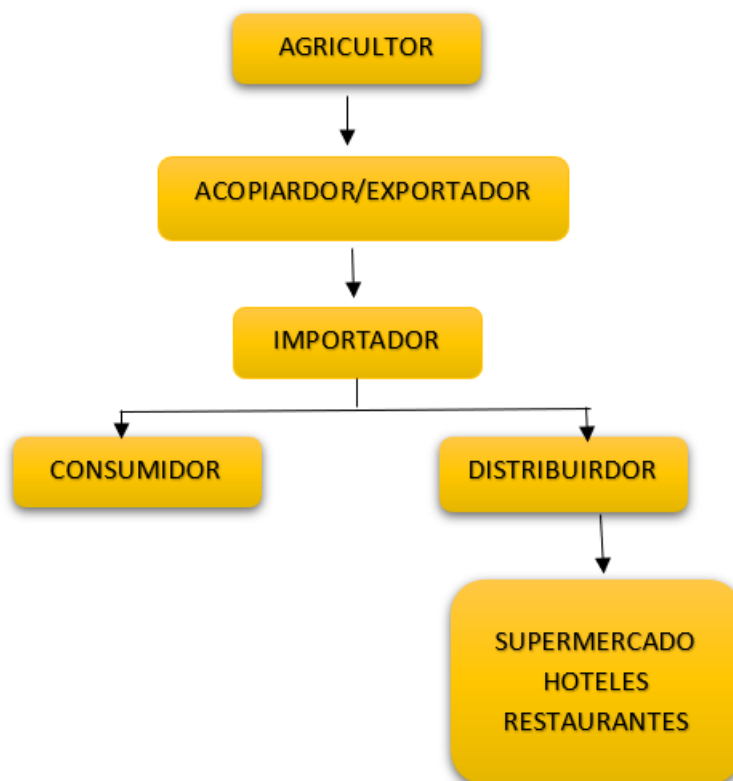 AGRICULTOR
ACOPIARDOR/EXPORTADOR
IMPORTADOR
CONSUMIDOR
DISTRIBUIRDOR
SUPERMERCADO
HOTELES
RESTAURANTES